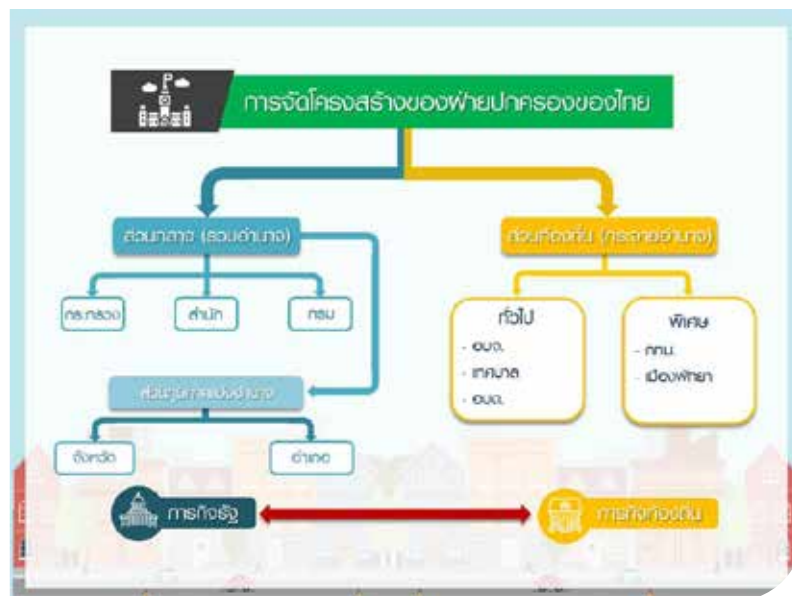 การจัดโครงสร้างของฝ่ายปกครองของไทย
ส่วนกลาง (รวมอำนาจ)
ส่วนท้องถิ่น (กระจายอำนาจ)
กระทรวง
สำนัก
กรม
ทั่วไป
- อบจ.
- เทศบาล
- อบต.
พิเศษ
- กทม.
- เมืองพัทยา
ส่วนภูมิภาคแบ่งอำนาจ
จังหวัด
อำเภอ
ภารกิจรัฐ
ภารกิจท้องถิ่น